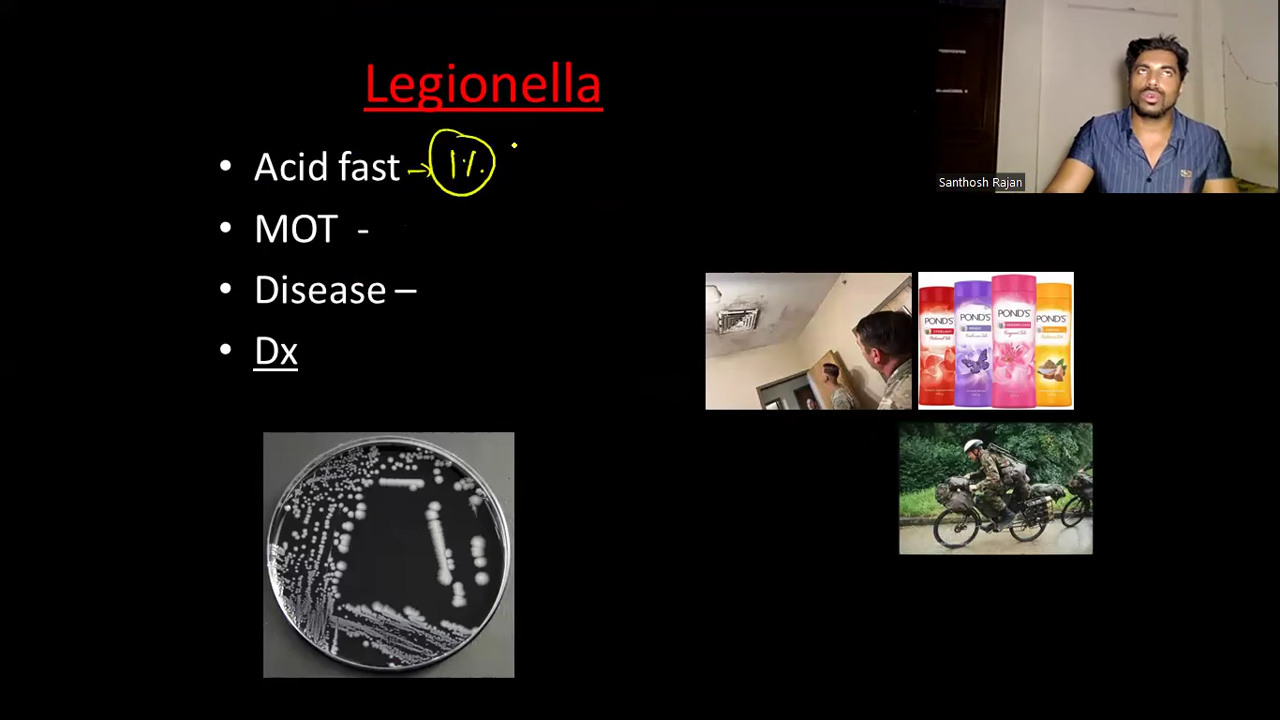 Legionella
• Acid fast → 1%
• MOT -
• Disease –
• Dx
Santhosh Rajan
POND'S POND'S POND'S POND'S